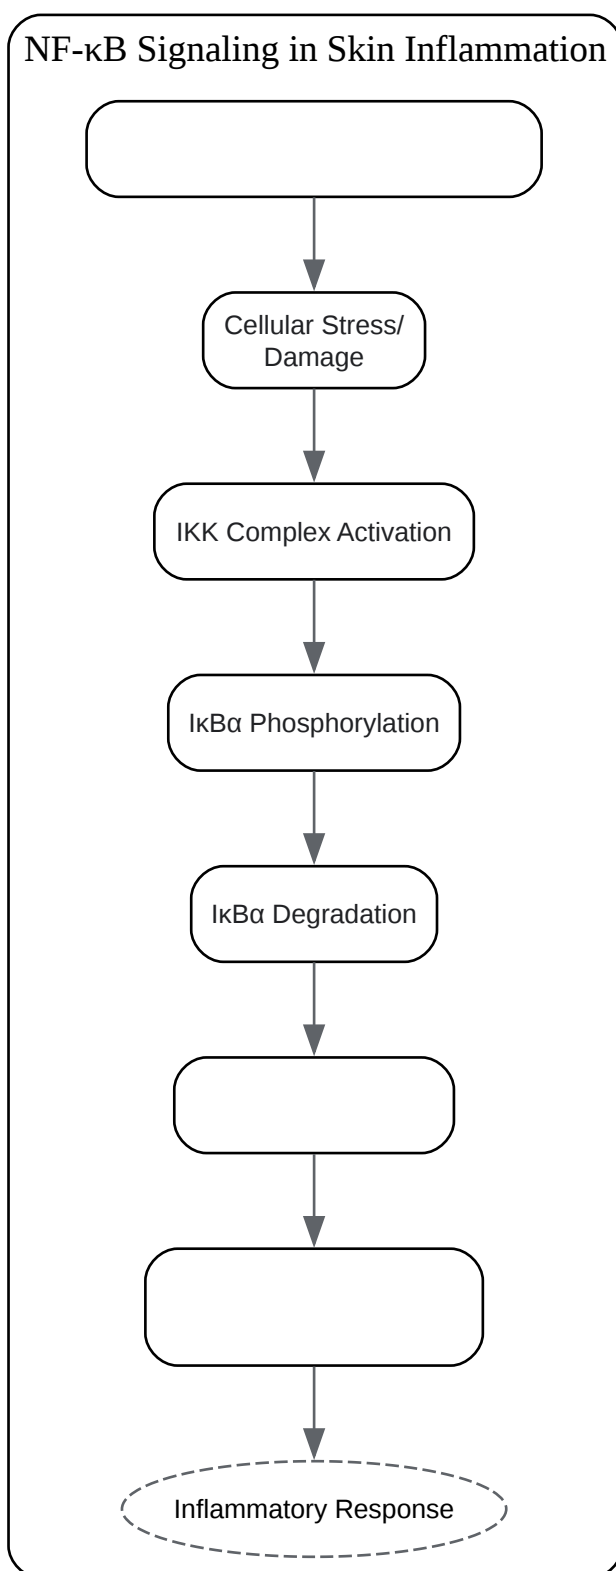 NF-κB Signaling in Skin Inflammation
Cellular Stress/
Damage
IKK Complex Activation
IκBα Phosphorylation
IκBα Degradation
Inflammatory Response